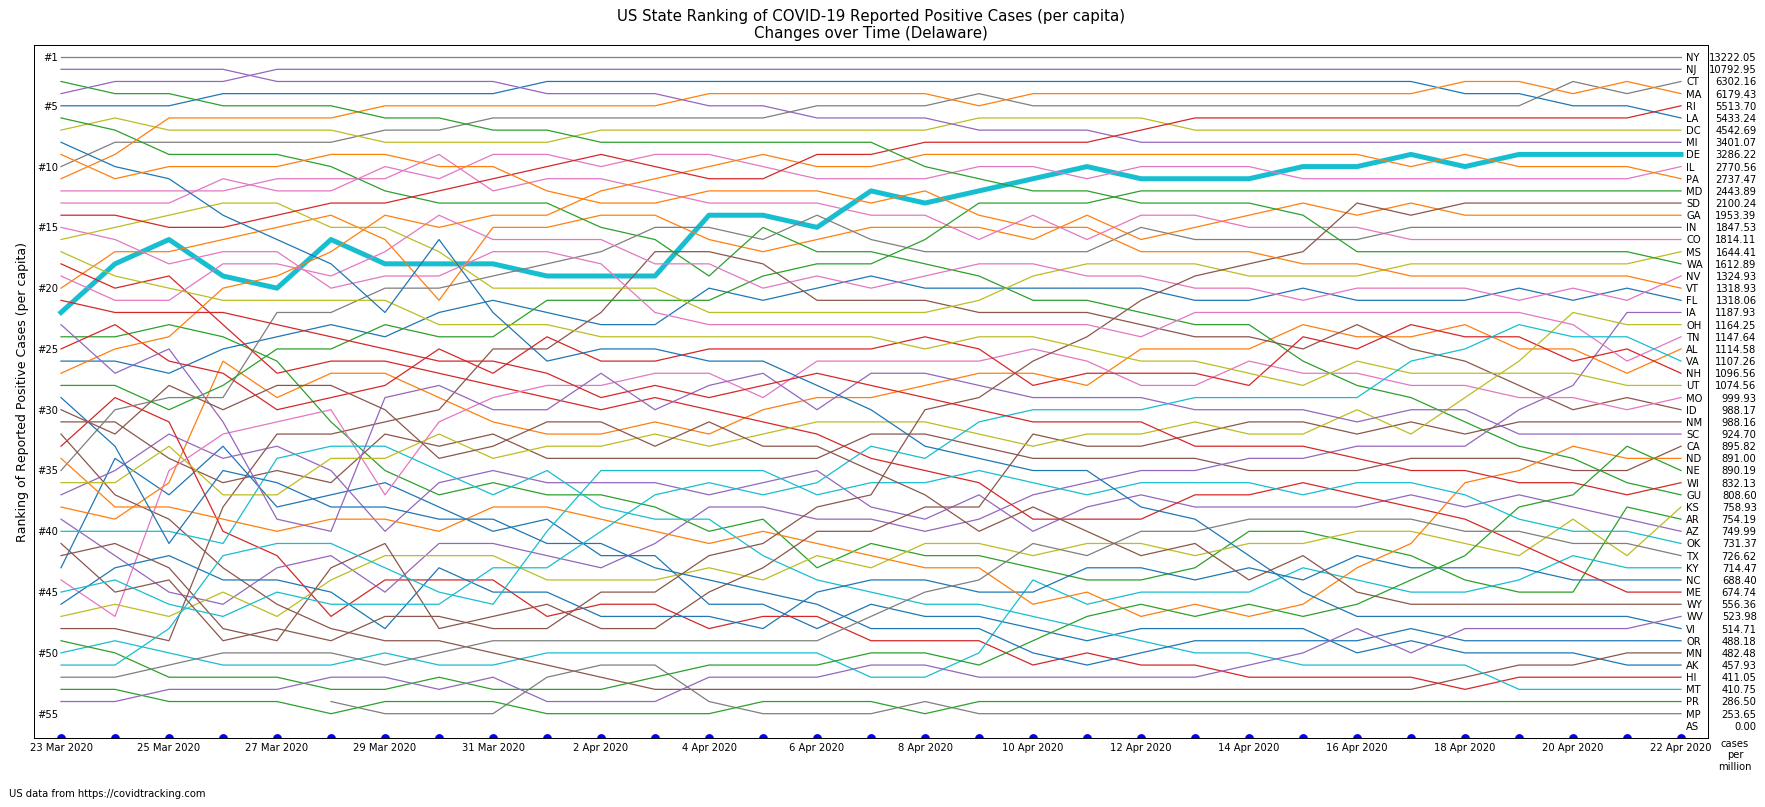 US State Ranking of COVID-19 Reported Positive Cases (per capita)
Changes over Time (Delaware)
Ranking of Reported Positive Cases (per capita)
#1
#5
#10
#15
#20
#25
#30
#35
#40
#45
#50
#55
NY 13222.05
NJ 10792.95
CT 6302.16
MA 6179.43
RI 5513.70
LA 5433.24
DC 4542.69
MI 3401.07
DE 3286.22
IL 2770.56
PA 2737.47
MD 2443.89
SD 2100.24
GA 1953.39
IN 1847.53
CO 1814.11
MS 1644.41
WA 1612.89
NV 1324.93
VT 1318.93
FL 1318.06
IA 1187.93
OH 1164.25
TN 1147.64
AL 1114.58
VA 1107.26
NH 1096.56
UT 1074.56
MO 999.93
ID 988.17
NM 988.16
SC 924.70
CA 895.82
ND 891.00
NE 890.19
WI 832.13
GU 808.60
KS 758.93
AR 754.19
AZ 749.99
OK 731.37
TX 726.62
KY 714.47
NC 688.40
ME 674.74
WY 556.36
WV 523.98
VI 514.71
OR 488.18
MN 482.48
AK 457.93
HI 411.05
MT 410.75
PR 286.50
MP 253.65
AS 0.00
23 Mar 2020 25 Mar 2020 27 Mar 2020 29 Mar 2020 31 Mar 2020 2 Apr 2020 4 Apr 2020 6 Apr 2020 8 Apr 2020 10 Apr 2020 12 Apr 2020 14 Apr 2020 16 Apr 2020 18 Apr 2020 20 Apr 2020 22 Apr 2020
cases
per
million
US data from https://covidtracking.com